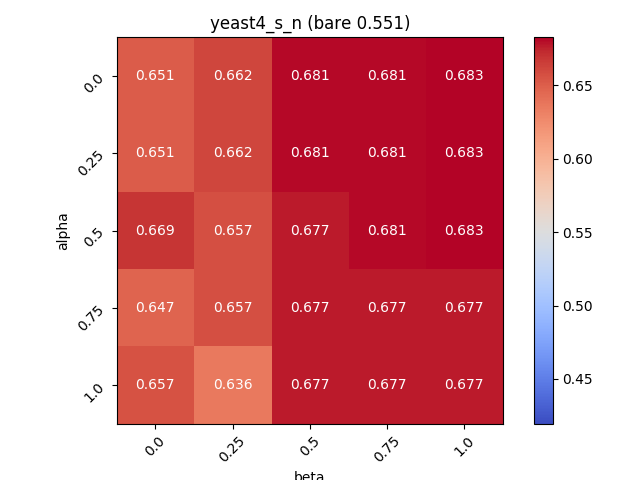 yeast4_s_n (bare 0.551)
0.0 0.651 0.662 0.681 0.681 0.683
0.25 0.651 0.662 0.681 0.681 0.683
0.5 0.669 0.657 0.677 0.681 0.683
0.75 0.647 0.657 0.677 0.677 0.677
1.0 0.657 0.636 0.677 0.677 0.677
alpha
0.0 0.25 0.5 0.75 1.0
beta
0.65
0.60
0.55
0.50
0.45